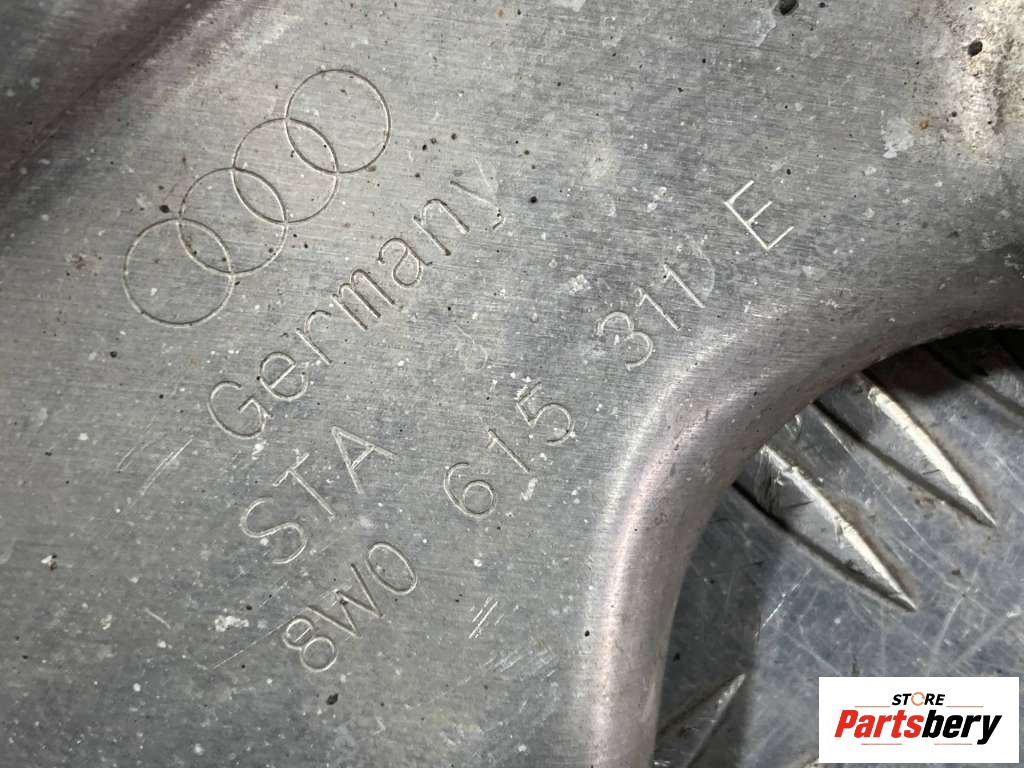 Germany
STA
8W0 615 311 E
STORE
Partsbery